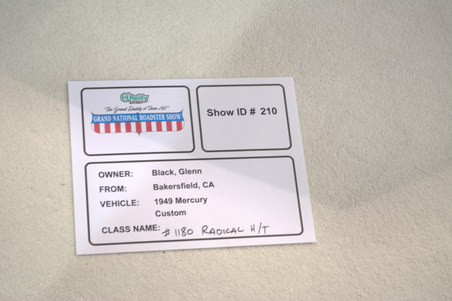 The Grand Daddy of Them All
GRAND NATIONAL ROADSTER SHOW
Show ID # 210
OWNER: Black, Glenn
FROM: Bakersfield, CA
VEHICLE: 1949 Mercury
Custom
CLASS NAME: #1180 RADICAL H/T